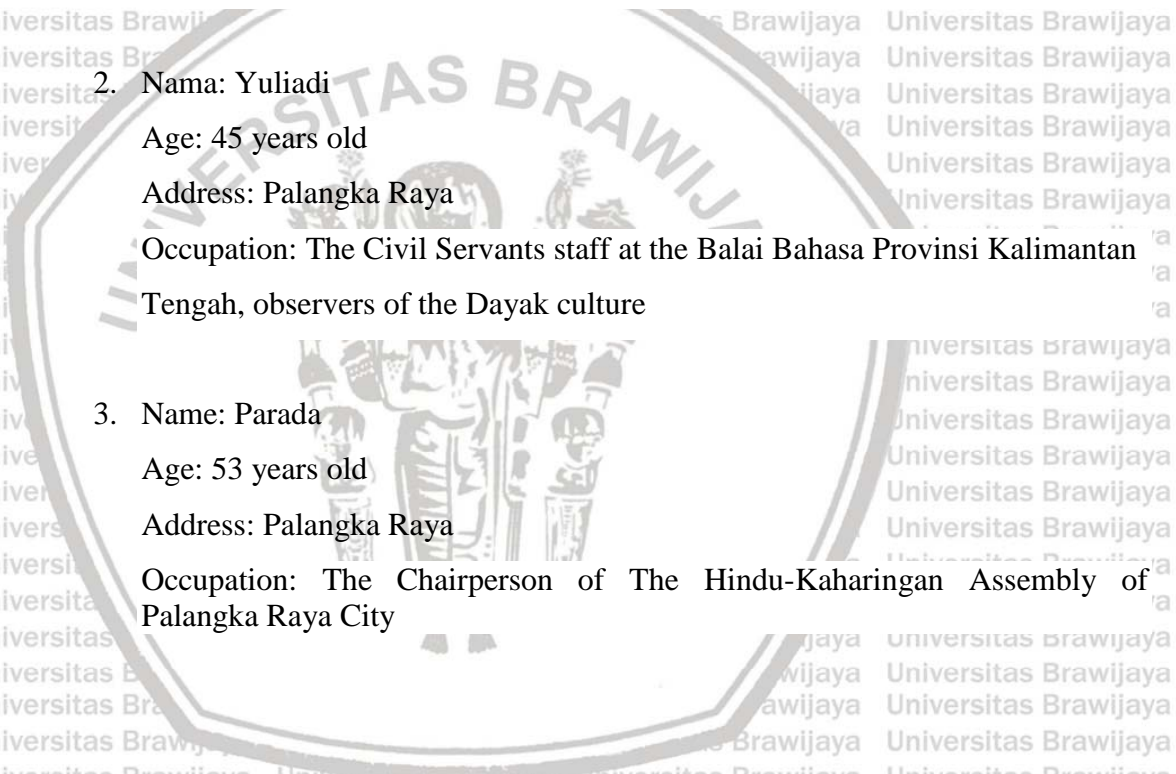 2. Nama: Yuliadi
Age: 45 years old
Address: Palangka Raya
Occupation: The Civil Servants staff at the Balai Bahasa Provinsi Kalimantan
Tengah, observers of the Dayak culture
3. Name: Parada
Age: 53 years old
Address: Palangka Raya
Occupation: The Chairperson of The Hindu-Kaharingan Assembly of
Palangka Raya City